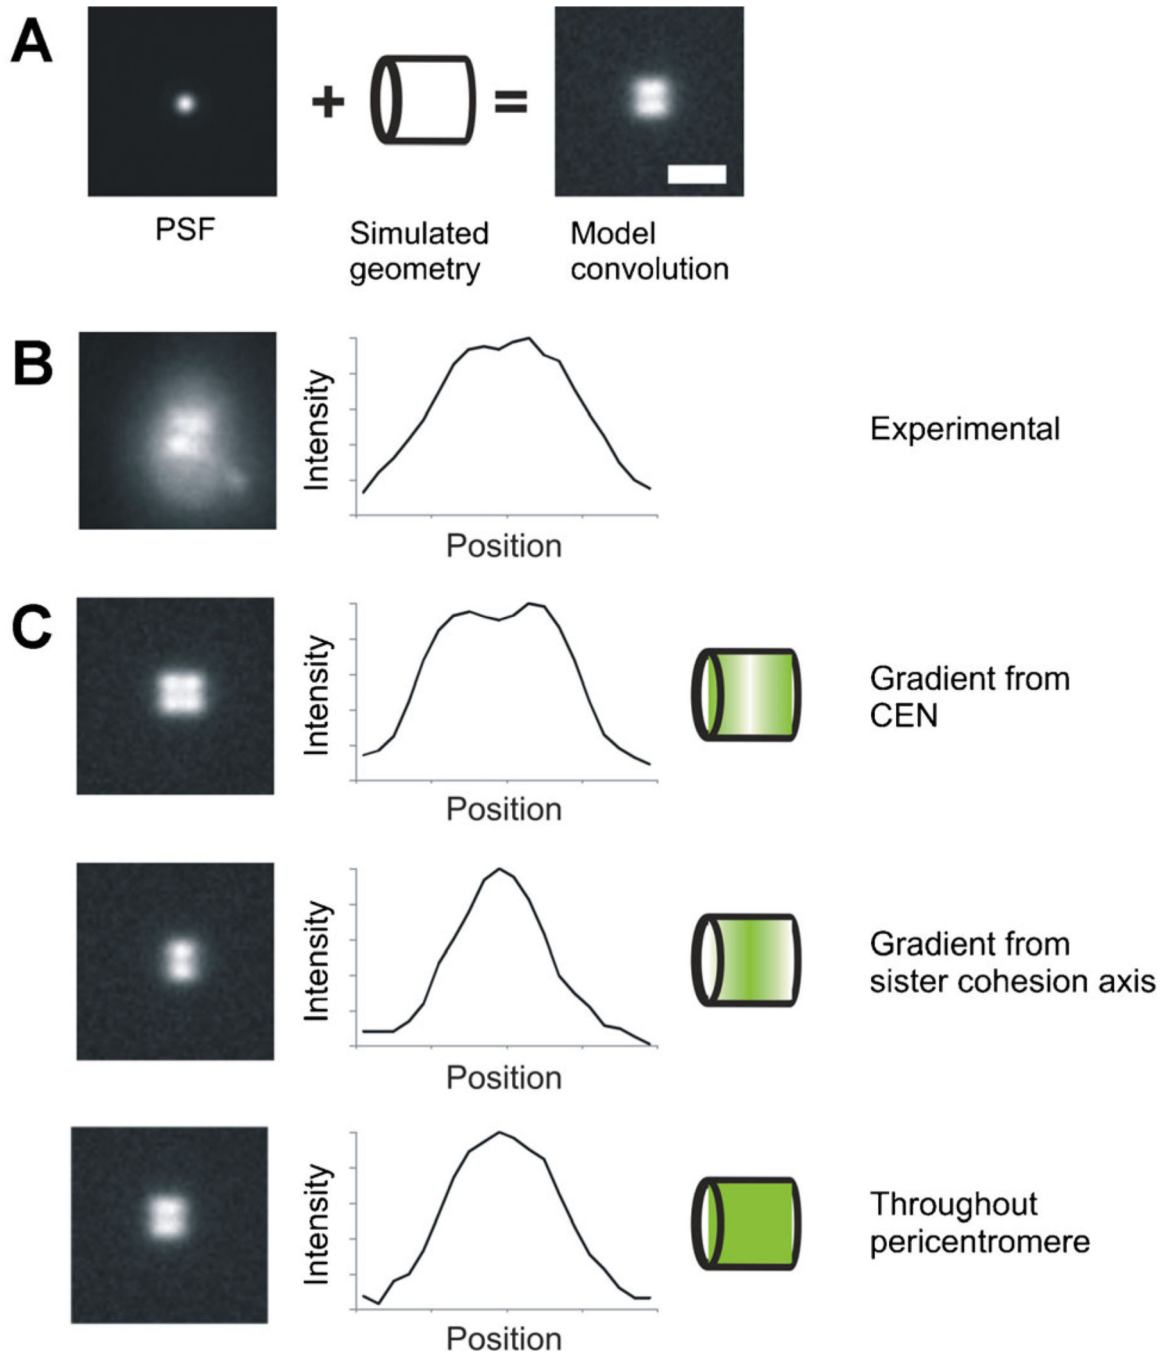 A
+
=
PSF
Simulated
geometry
Model
convolution
B
Intensity
Position
Experimental
C
Intensity
Position
Gradient from
CEN
Intensity
Position
Gradient from
sister cohesion axis
Intensity
Position
Throughout
pericentromere